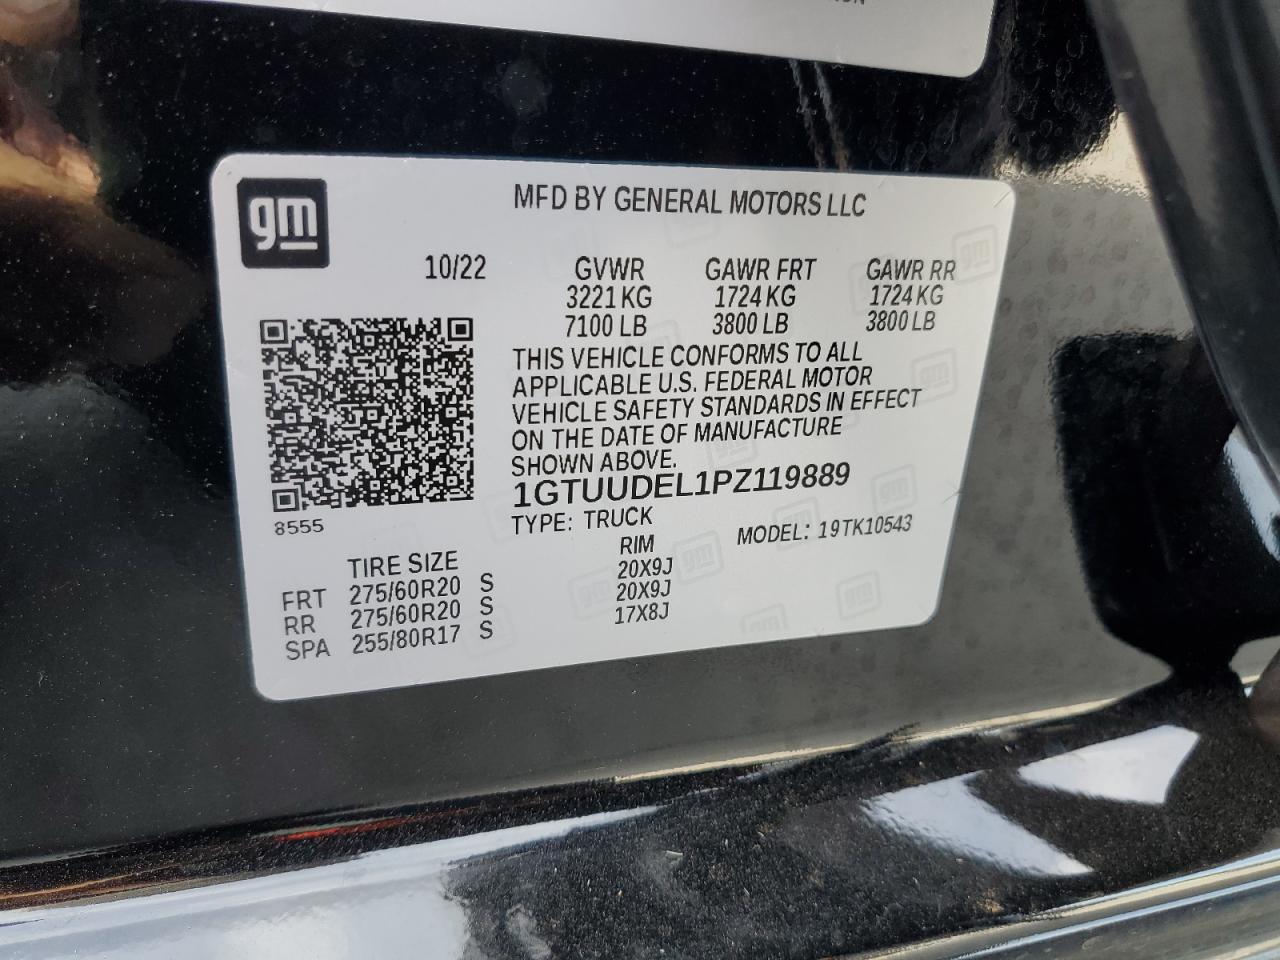 gm
MFD BY GENERAL MOTORS LLC
10/22 GVWR GAWR FRT GAWR RR
3221 KG 1724 KG 1724 KG
7100 LB 3800 LB 3800 LB
THIS VEHICLE CONFORMS TO ALL
APPLICABLE U.S. FEDERAL MOTOR
VEHICLE SAFETY STANDARDS IN EFFECT
ON THE DATE OF MANUFACTURE
SHOWN ABOVE.
1GTUUDEL1PZ119889
8555
TYPE: TRUCK MODEL: 19TK10543
TIRE SIZE RIM
FRT 275/60R20 S 20X9J
RR 275/60R20 S 20X9J
SPA 255/80R17 S 17X8J